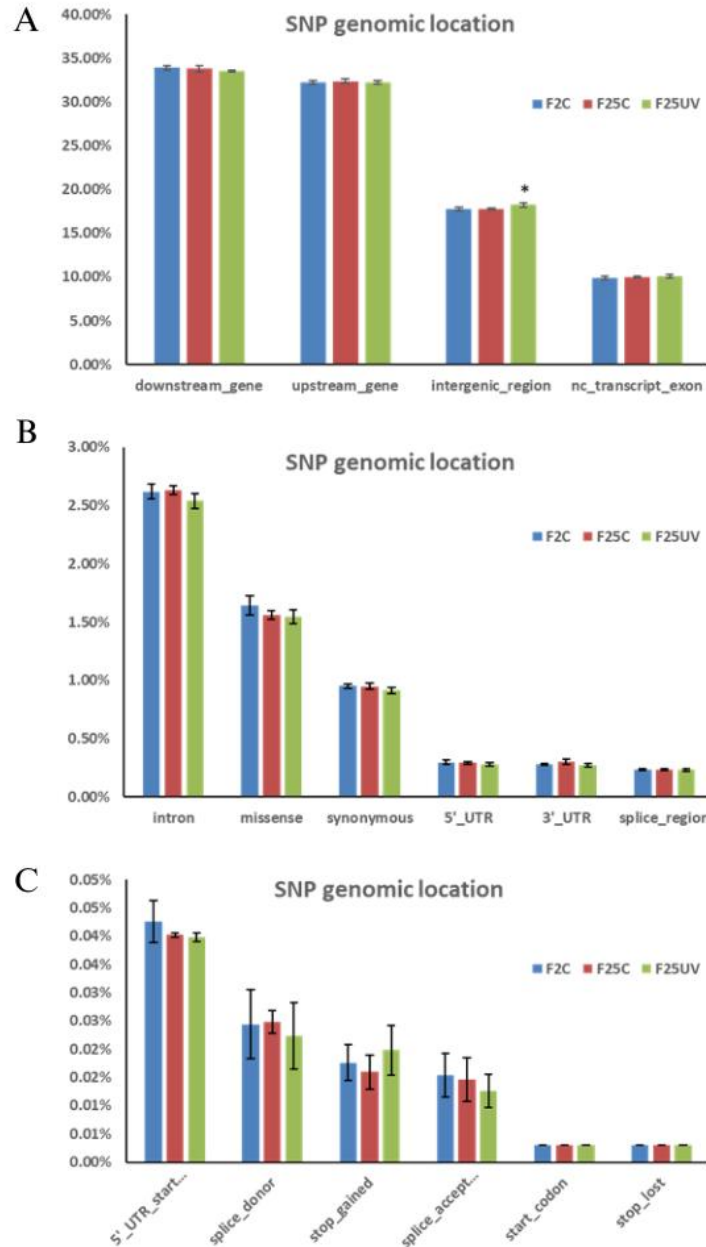 A
SNP genomic location
40.00%
35.00%
30.00%
25.00%
20.00%
15.00%
10.00%
5.00%
0.00%
F2C F25C F25UV
*
downstream_gene upstream_gene intergenic_region nc_transcript_exon
B
SNP genomic location
3.00%
2.50%
2.00%
1.50%
1.00%
0.50%
0.00%
F2C F25C F25UV
intron missense synonymous 5'_UTR 3'_UTR splice_region
C
SNP genomic location
0.05%
0.05%
0.04%
0.04%
0.03%
0.03%
0.02%
0.02%
0.01%
0.01%
0.00%
F2C F25C F25UV
5'_UTR_start... splice_donor stop_gained splice_accept... start_codon stop_lost